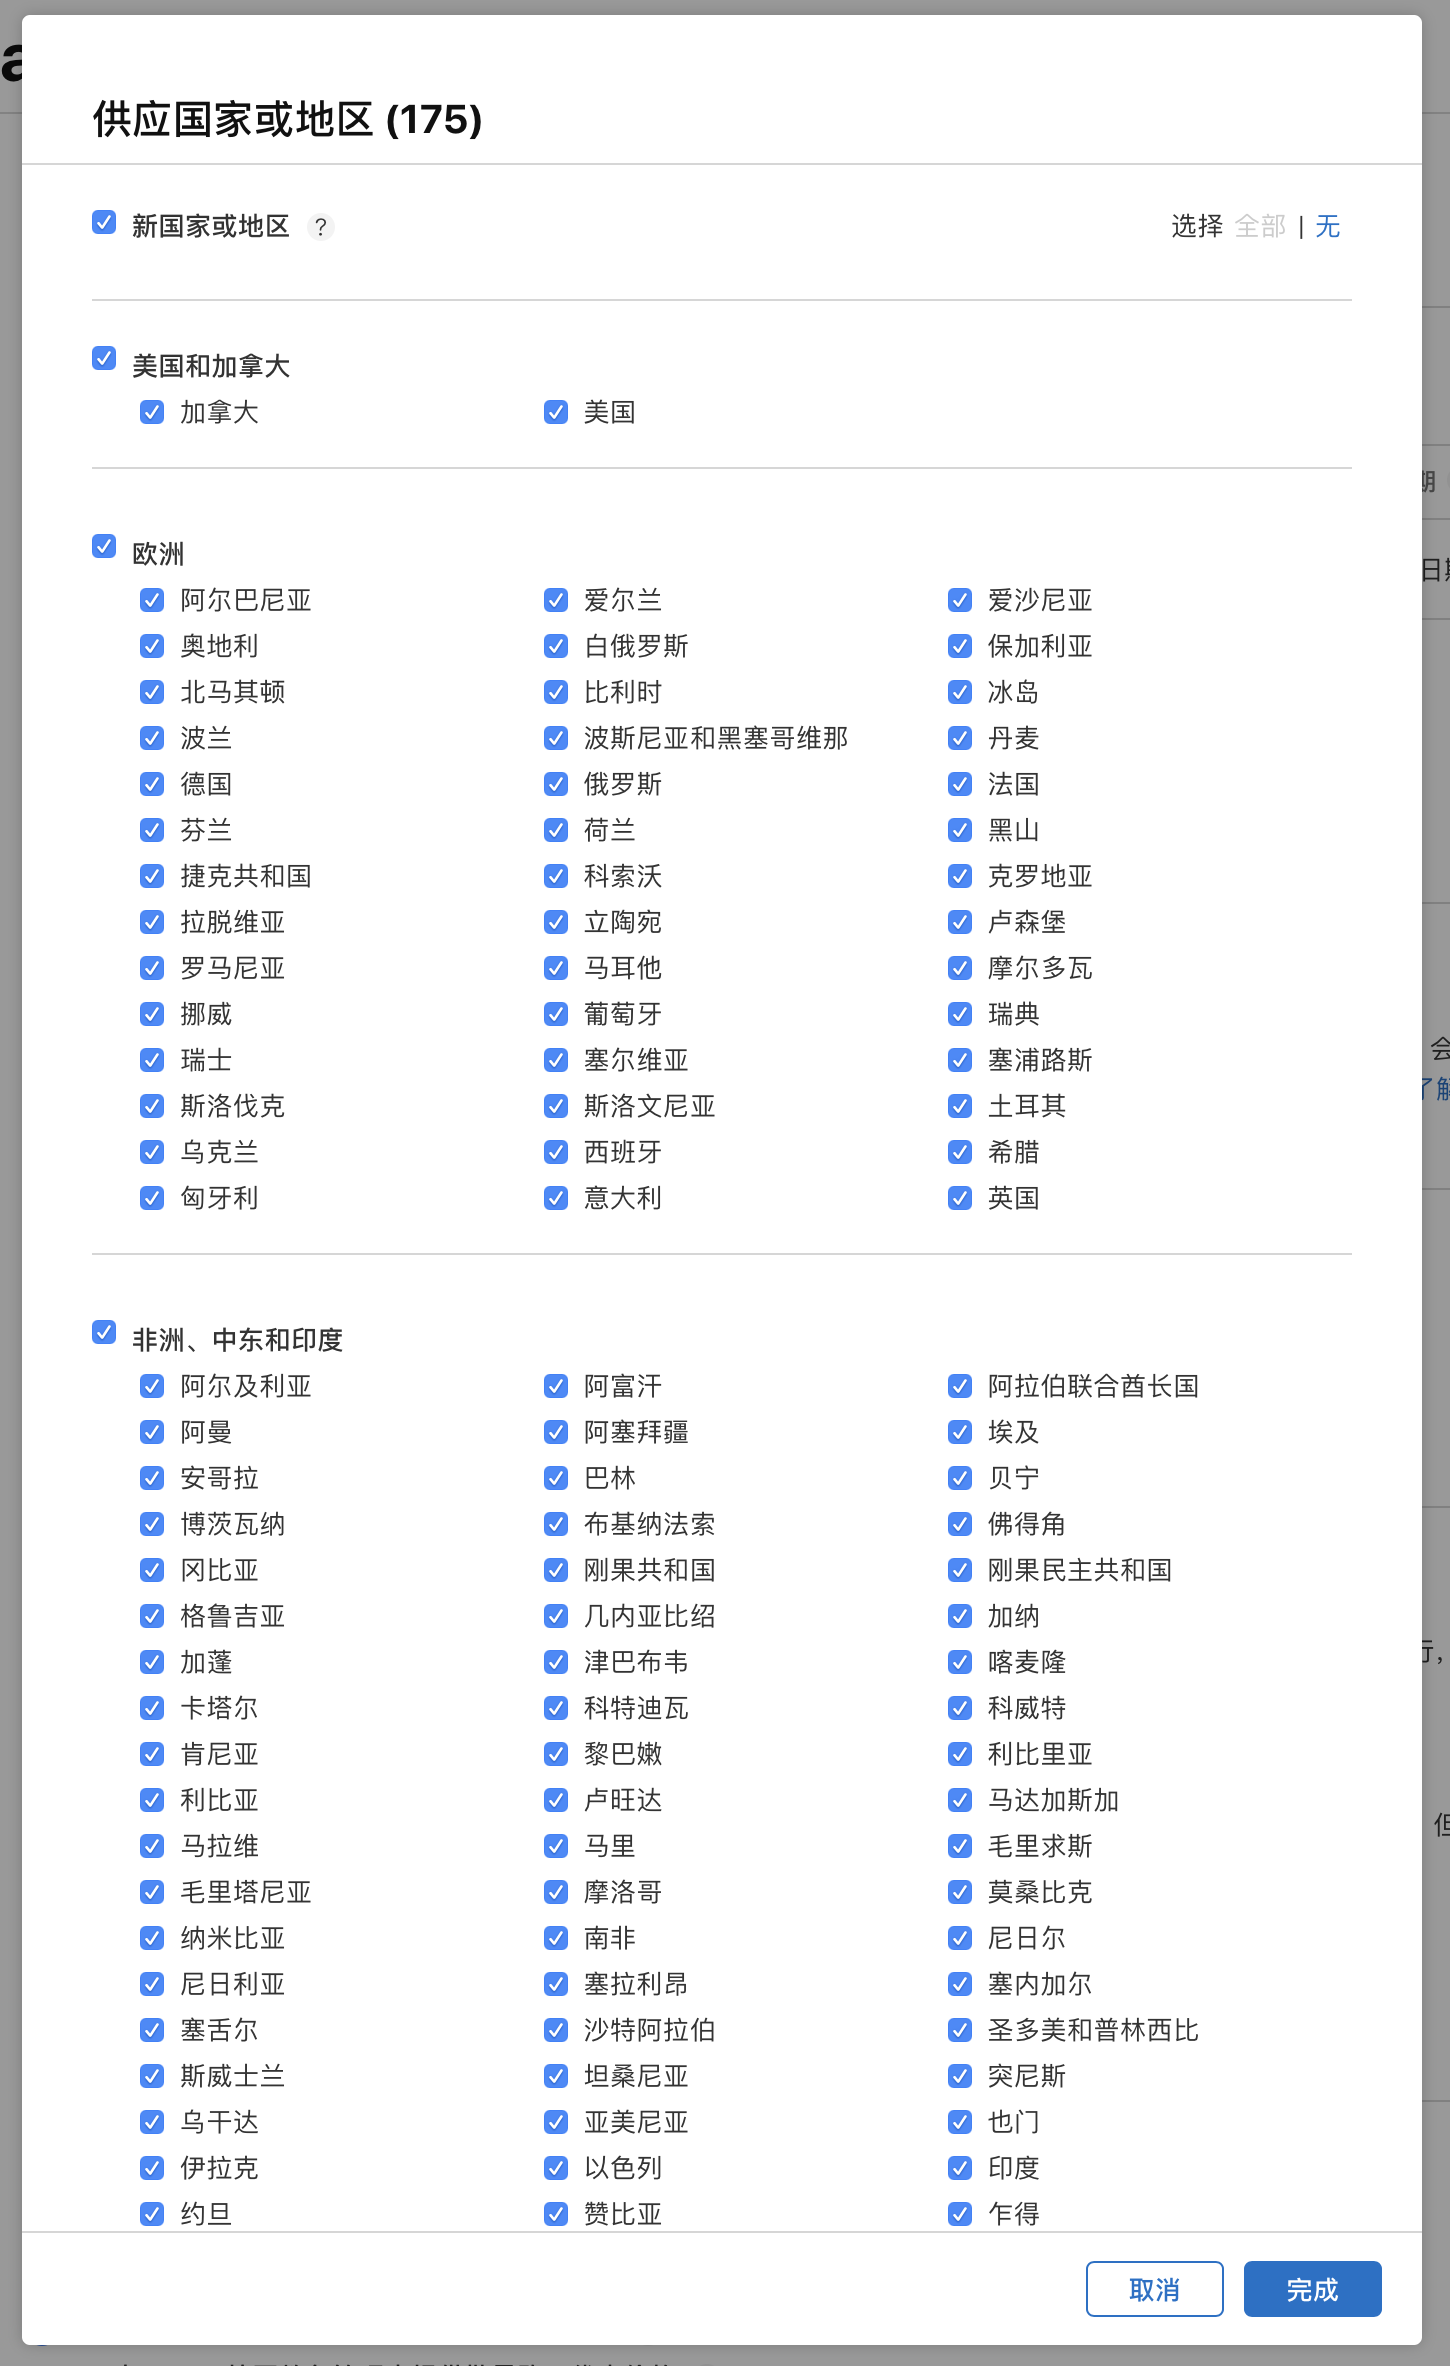 供应国家或地区 (175)
新国家或地区 ? 选择 全部 | 无
美国和加拿大
加拿大 美国
欧洲
阿尔巴尼亚 爱尔兰 爱沙尼亚
奥地利 白俄罗斯 保加利亚
北马其顿 比利时 冰岛
波兰 波斯尼亚和黑塞哥维那 丹麦
德国 俄罗斯 法国
芬兰 荷兰 黑山
捷克共和国 科索沃 克罗地亚
拉脱维亚 立陶宛 卢森堡
罗马尼亚 马耳他 摩尔多瓦
挪威 葡萄牙 瑞典
瑞士 塞尔维亚 塞浦路斯
斯洛伐克 斯洛文尼亚 土耳其
乌克兰 西班牙 希腊
匈牙利 意大利 英国
非洲、中东和印度
阿尔及利亚 阿富汗 阿拉伯联合酋长国
阿曼 阿塞拜疆 埃及
安哥拉 巴林 贝宁
博茨瓦纳 布基纳法索 佛得角
冈比亚 刚果共和国 刚果民主共和国
格鲁吉亚 几内亚比绍 加纳
加蓬 津巴布韦 喀麦隆
卡塔尔 科特迪瓦 科威特
肯尼亚 黎巴嫩 利比里亚
利比亚 卢旺达 马达加斯加
马拉维 马里 毛里求斯
毛里塔尼亚 摩洛哥 莫桑比克
纳米比亚 南非 尼日尔
尼日利亚 塞拉利昂 塞内加尔
塞舌尔 沙特阿拉伯 圣多美和普林西比
斯威士兰 坦桑尼亚 突尼斯
乌干达 亚美尼亚 也门
伊拉克 以色列 印度
约旦 赞比亚 乍得
取消 完成